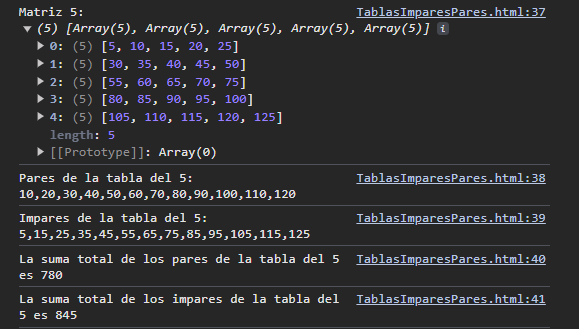 Matriz 5: TablasImparesPares.html:37
▼ (5) [Array(5), Array(5), Array(5), Array(5), Array(5)] i
▶ 0: (5) [5, 10, 15, 20, 25]
▶ 1: (5) [30, 35, 40, 45, 50]
▶ 2: (5) [55, 60, 65, 70, 75]
▶ 3: (5) [80, 85, 90, 95, 100]
▶ 4: (5) [105, 110, 115, 120, 125]
length: 5
▶ [[Prototype]]: Array(0)
Pares de la tabla del 5: TablasImparesPares.html:38
10,20,30,40,50,60,70,80,90,100,110,120
Impares de la tabla del 5: TablasImparesPares.html:39
5,15,25,35,45,55,65,75,85,95,105,115,125
La suma total de los pares de la tabla del 5 TablasImparesPares.html:40
es 780
La suma total de los impares de la tabla del TablasImparesPares.html:41
5 es 845